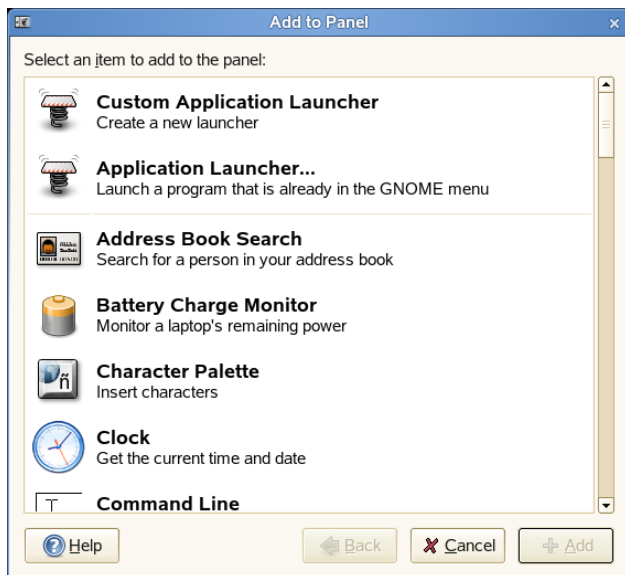 Add to Panel
Select an item to add to the panel:
Custom Application Launcher
Create a new launcher
Application Launcher...
Launch a program that is already in the GNOME menu
Address Book Search
Search for a person in your address book
Battery Charge Monitor
Monitor a laptop's remaining power
ñ
Character Palette
Insert characters
Clock
Get the current time and date
Command Line
Help
Back
Cancel
Add